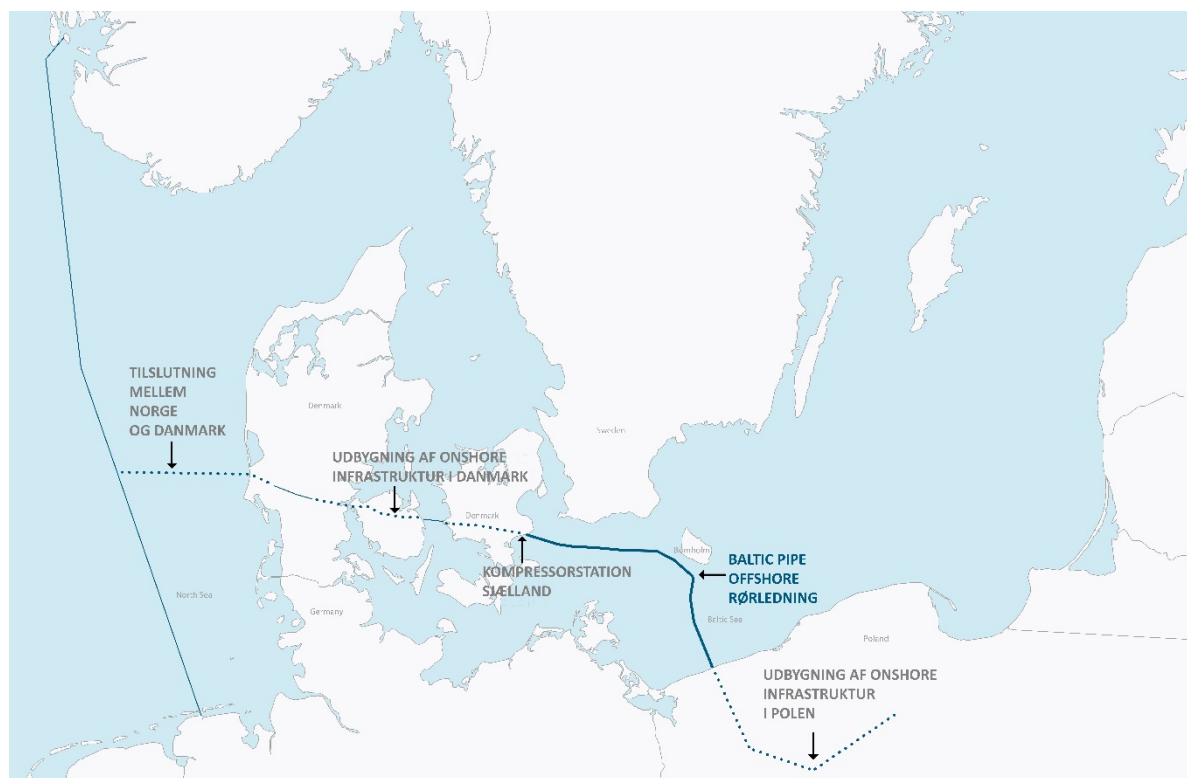 TILSLUTNING
MELLEM
NORGE
OG DANMARK
Denmark
Sweden
UDBYGNING AF ONSHORE
INFRASTRUKTUR I DANMARK
Denmark
Bornholm
KOMPRESSORSTATION
SJÆLLAND
BALTIC PIPE
OFFSHORE
RØRLEDNING
North Sea
Germany
Baltic Sea
Poland
UDBYGNING AF ONSHORE
INFRASTRUKTUR
I POLEN